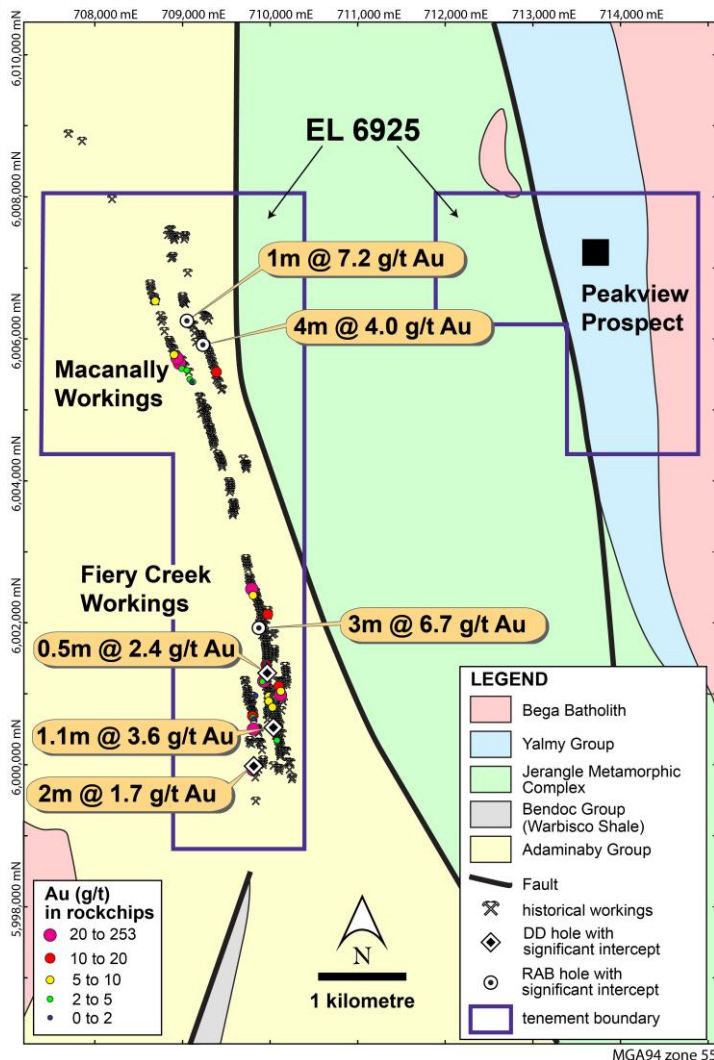 708,000 mE
709,000 mE
710,000 mE
711,000 mE
712,000 mE
713,000 mE
714,000 mE
6,010,000 mN
6,008,000 mN
6,006,000 mN
6,004,000 mN
6,002,000 mN
6,000,000 mN
5,998,000 mN
EL 6925
1m @ 7.2 g/t Au
4m @ 4.0 g/t Au
Peakview
Prospect
Macanally
Workings
Fiery Creek
Workings
3m @ 6.7 g/t Au
0.5m @ 2.4 g/t Au
1.1m @ 3.6 g/t Au
2m @ 1.7 g/t Au
Au (g/t)
in rockchips
20 to 253
10 to 20
5 to 10
2 to 5
0 to 2
N
1 kilometre
LEGEND
Bega Batholith
Yalmy Group
Jerangle Metamorphic
Complex
Bendoc Group
(Warbisco Shale)
Adaminaby Group
Fault
historical workings
DD hole with
significant intercept
RAB hole with
significant intercept
tenement boundary
MGA94 zone 55